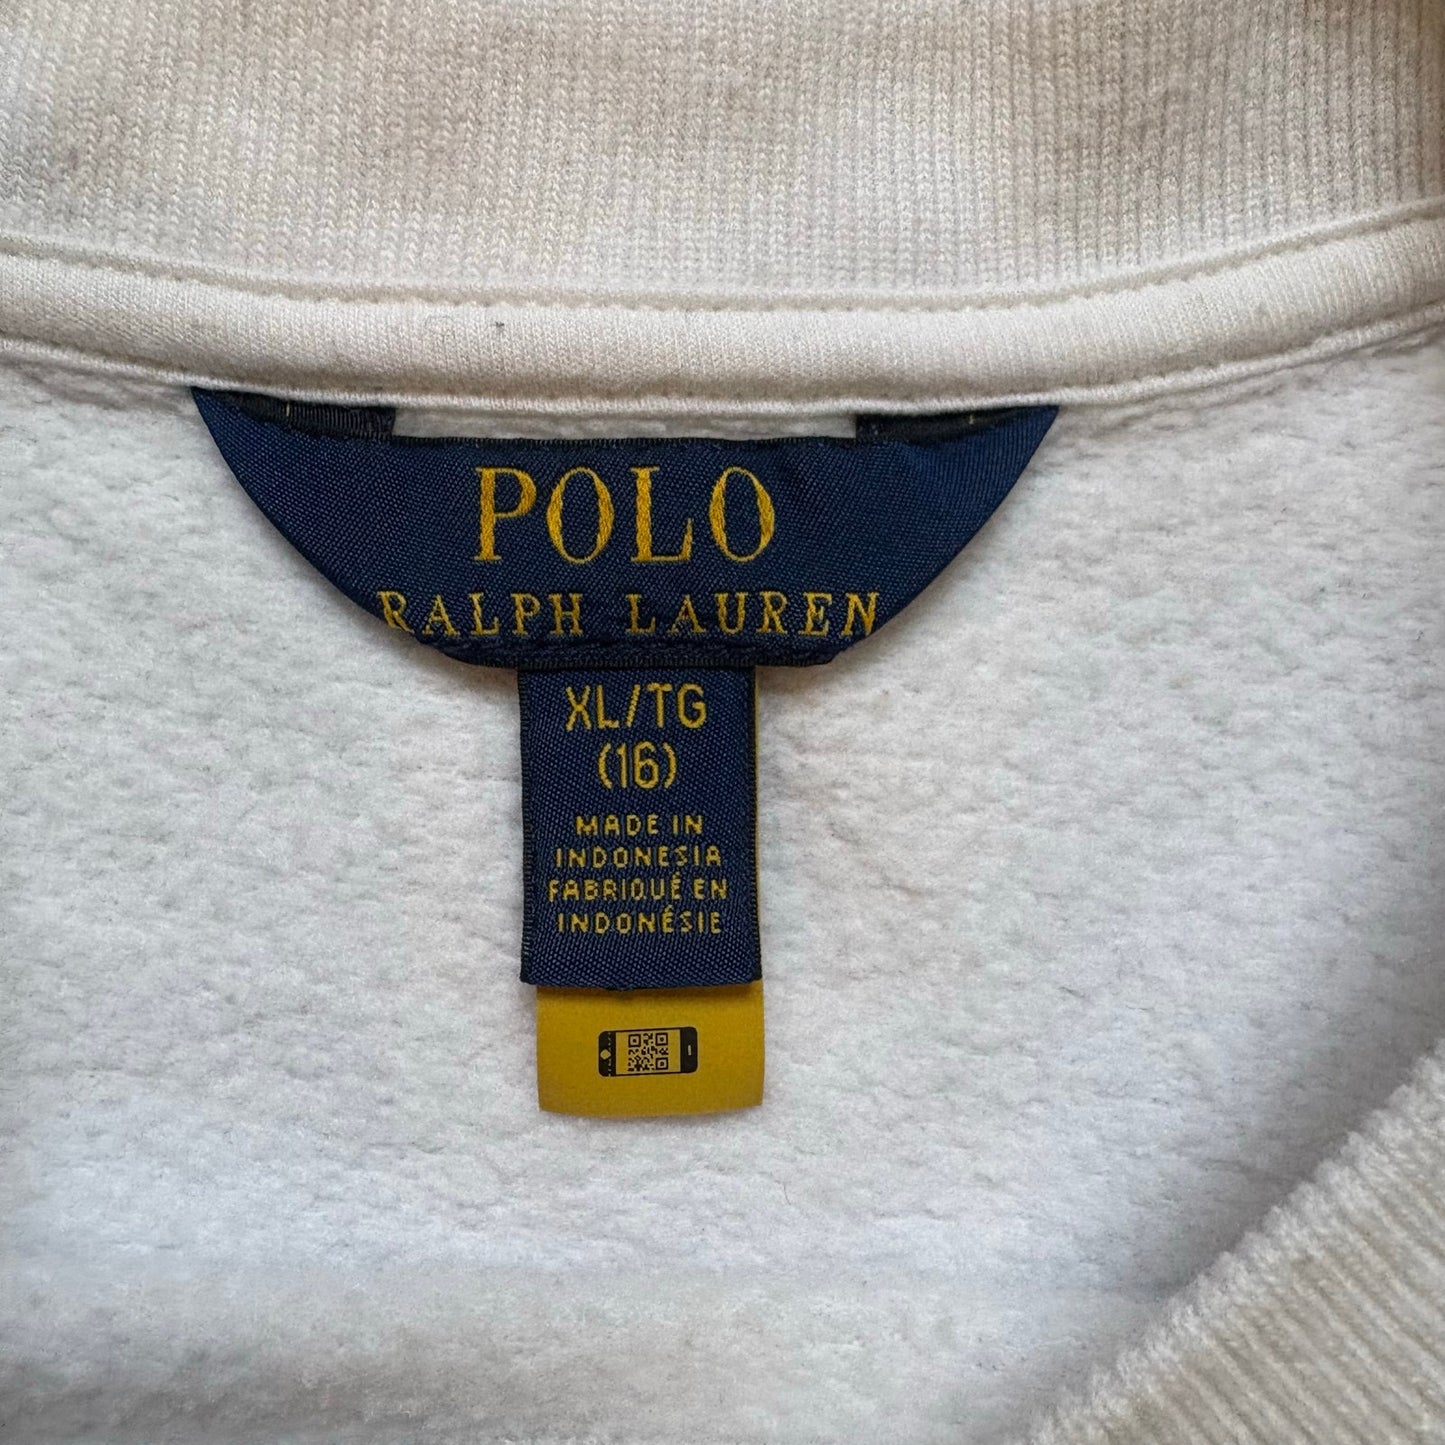 POLO
RALPH LAUREN
XL/TG
(16)
MADE IN
INDONESIA
FABRIQUÉ EN
INDONÉSIE